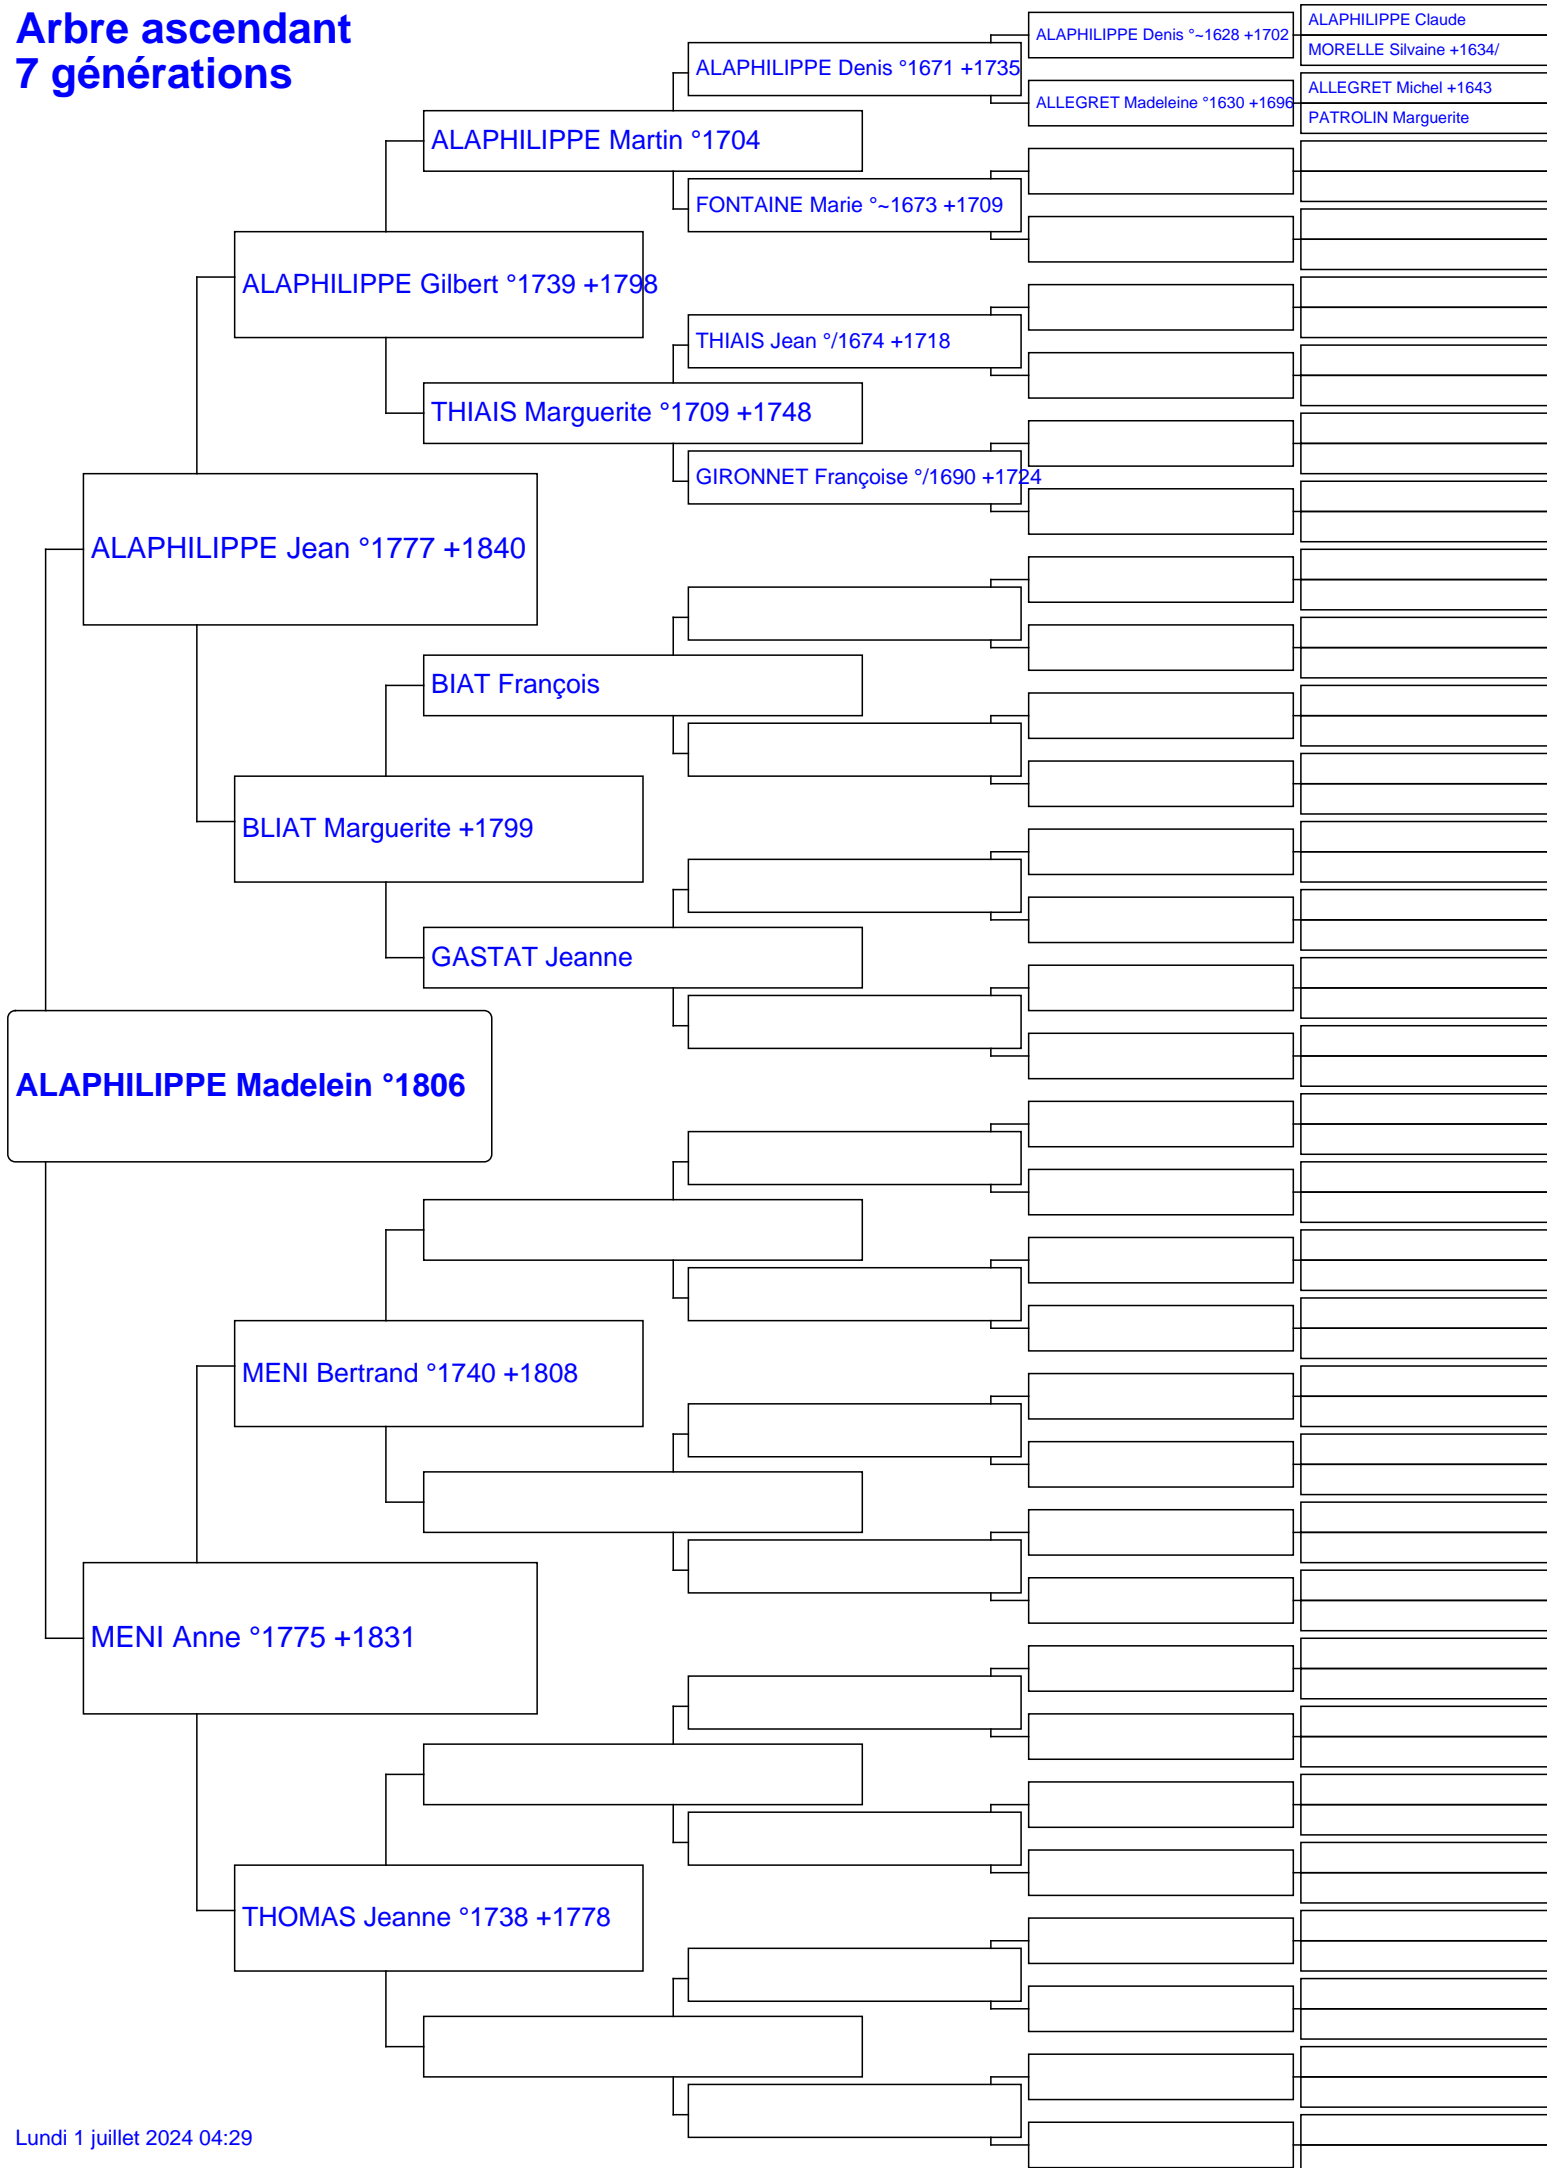 Arbre ascendant
7 générations
ALAPHILIPPE Claude
ALAPHILIPPE Denis °~1628 +1702
MORELLE Silvaine +1634/
ALAPHILIPPE Denis °1671 +1735
ALLEGRET Michel +1643
ALLEGRET Madeleine °1630 +1696
PATROLIN Marguerite
ALAPHILIPPE Martin °1704
FONTAINE Marie °~1673 +1709
ALAPHILIPPE Gilbert °1739 +1798
THIAIS Jean °/1674 +1718
THIAIS Marguerite °1709 +1748
GIRONNET Françoise °/1690 +1724
ALAPHILIPPE Jean °1777 +1840
BIAT François
BLIAT Marguerite +1799
GASTAT Jeanne
ALAPHILIPPE Madelein °1806
MENI Bertrand °1740 +1808
MENI Anne °1775 +1831
THOMAS Jeanne °1738 +1778
Lundi 1 juillet 2024 04:29